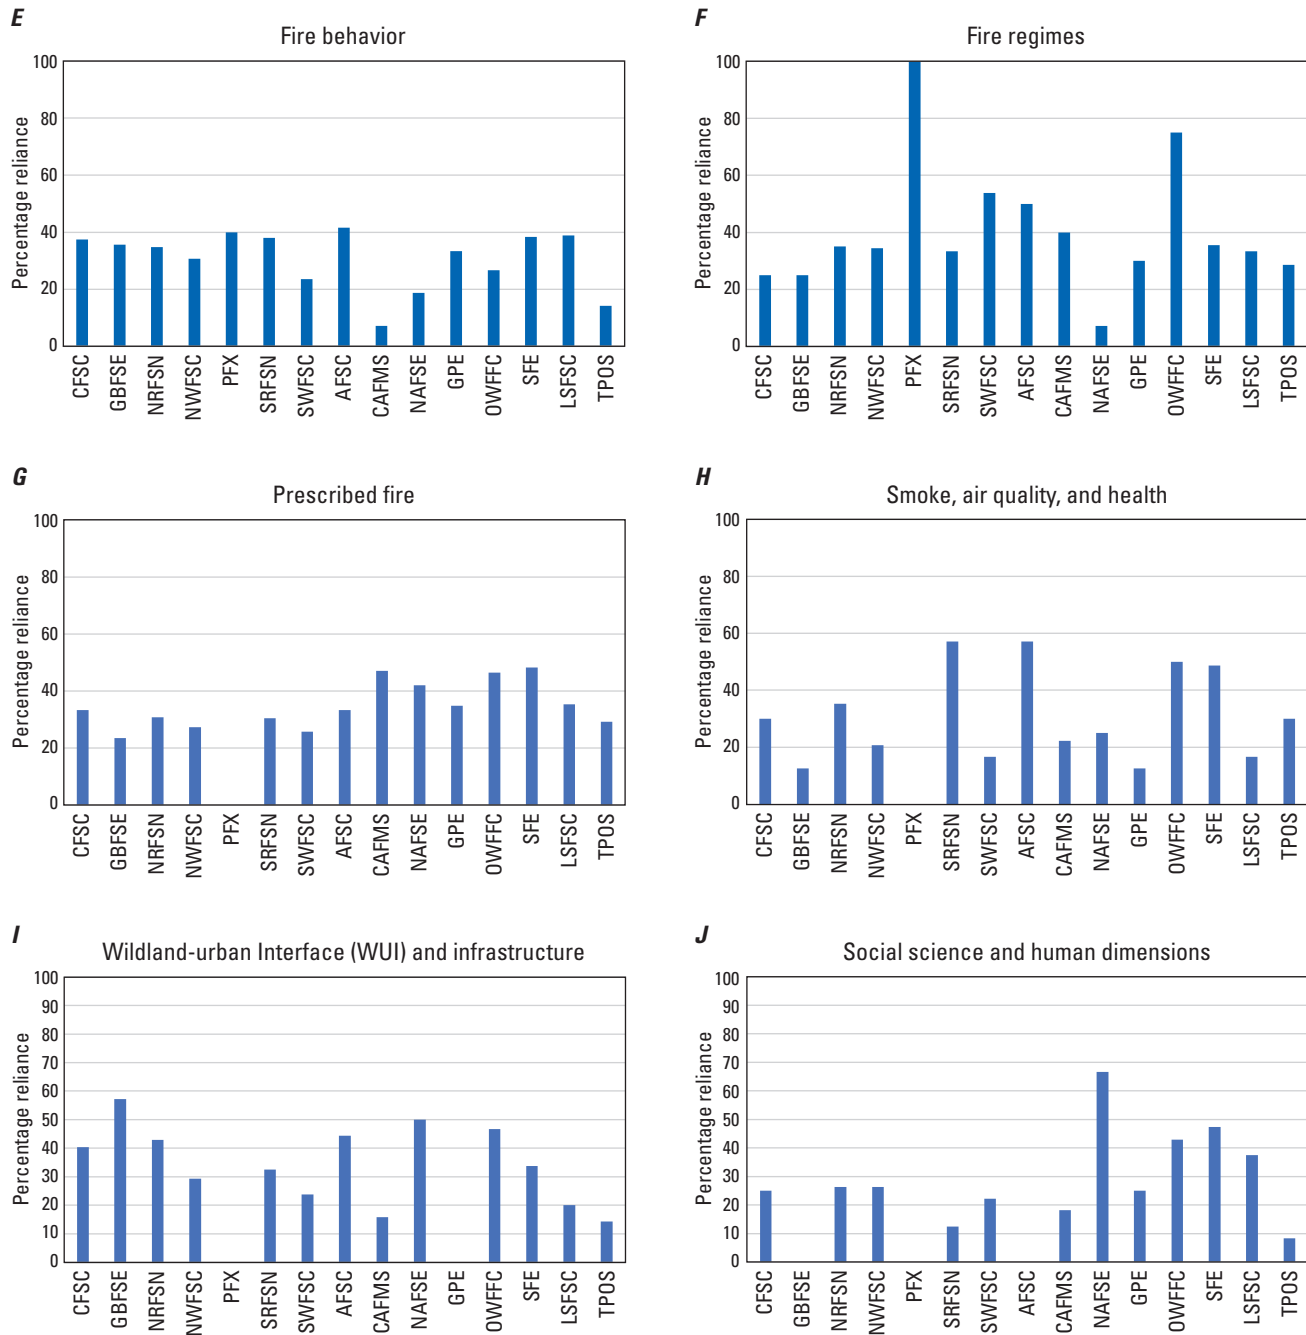 E
Fire behavior
Percentage reliance
100
80
60
40
20
0
CFSC
GBFSE
NRFSN
NWFSC
PFX
SRFSN
SWFSC
AFSC
CAFMS
NAFSE
GPE
OWFFC
SFE
LSFSC
TPOS
F
Fire regimes
Percentage reliance
100
80
60
40
20
0
CFSC
GBFSE
NRFSN
NWFSC
PFX
SRFSN
SWFSC
AFSC
CAFMS
NAFSE
GPE
OWFFC
SFE
LSFSC
TPOS
G
Prescribed fire
Percentage reliance
100
80
60
40
20
0
CFSC
GBFSE
NRFSN
NWFSC
PFX
SRFSN
SWFSC
AFSC
CAFMS
NAFSE
GPE
OWFFC
SFE
LSFSC
TPOS
H
Smoke, air quality, and health
Percentage reliance
100
80
60
40
20
0
CFSC
GBFSE
NRFSN
NWFSC
PFX
SRFSN
SWFSC
AFSC
CAFMS
NAFSE
GPE
OWFFC
SFE
LSFSC
TPOS
I
Wildland-urban Interface (WUI) and infrastructure
Percentage reliance
100
90
80
70
60
50
40
30
20
10
0
CFSC
GBFSE
NRFSN
NWFSC
PFX
SRFSN
SWFSC
AFSC
CAFMS
NAFSE
GPE
OWFFC
SFE
LSFSC
TPOS
J
Social science and human dimensions
Percentage reliance
100
90
80
70
60
50
40
30
20
10
0
CFSC
GBFSE
NRFSN
NWFSC
PFX
SRFSN
SWFSC
AFSC
CAFMS
NAFSE
GPE
OWFFC
SFE
LSFSC
TPOS